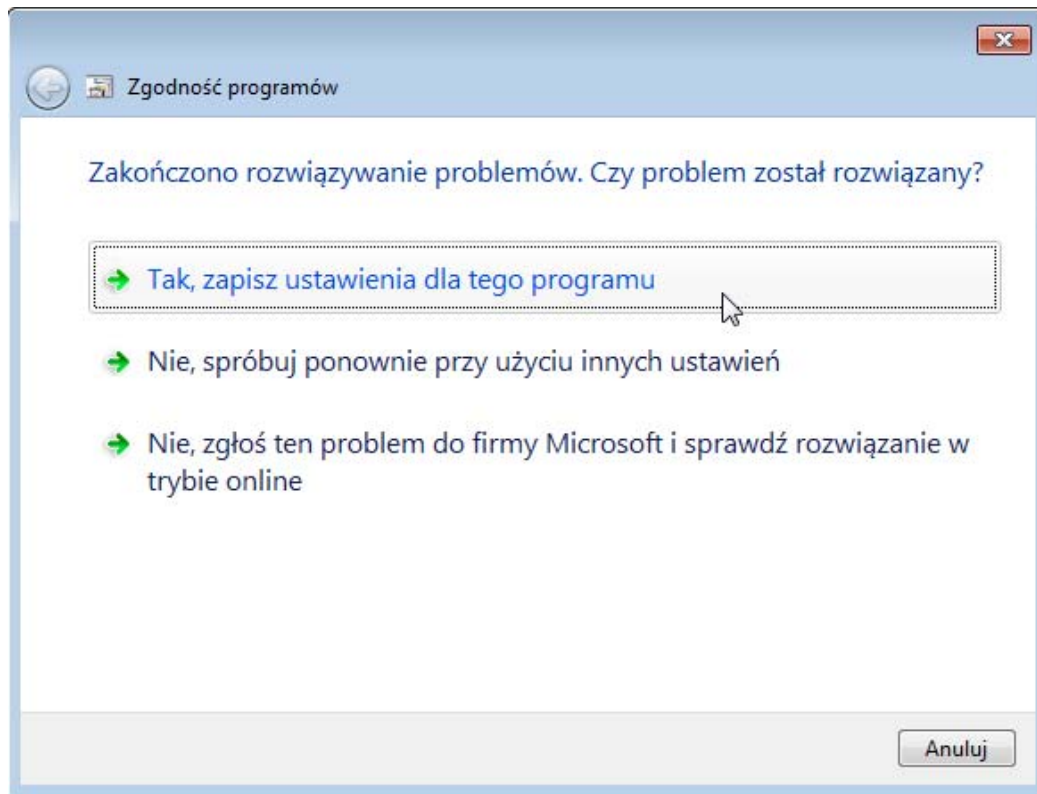 Zgodność programów
Zakończono rozwiązywanie problemów. Czy problem został rozwiązany?
Tak, zapisz ustawienia dla tego programu
Nie, spróbuj ponownie przy użyciu innych ustawień
Nie, zgłoś ten problem do firmy Microsoft i sprawdź rozwiązanie w
trybie online
Anuluj